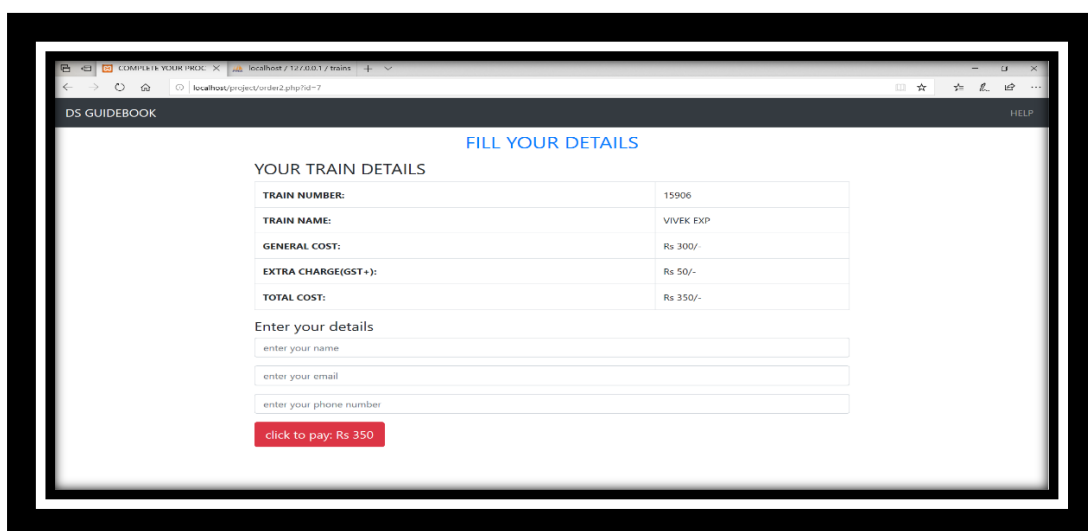 COMPLETE YOUR PROC localhost / 127.0.0.1 / trains
localhost/project/order2.php?id=7
DS GUIDEBOOK HELP
FILL YOUR DETAILS
YOUR TRAIN DETAILS
TRAIN NUMBER: 15906
TRAIN NAME: VIVEK EXP
GENERAL COST: Rs 300/-
EXTRA CHARGE(GST+): Rs 50/-
TOTAL COST: Rs 350/-
Enter your details
enter your name
enter your email
enter your phone number
click to pay: Rs 350